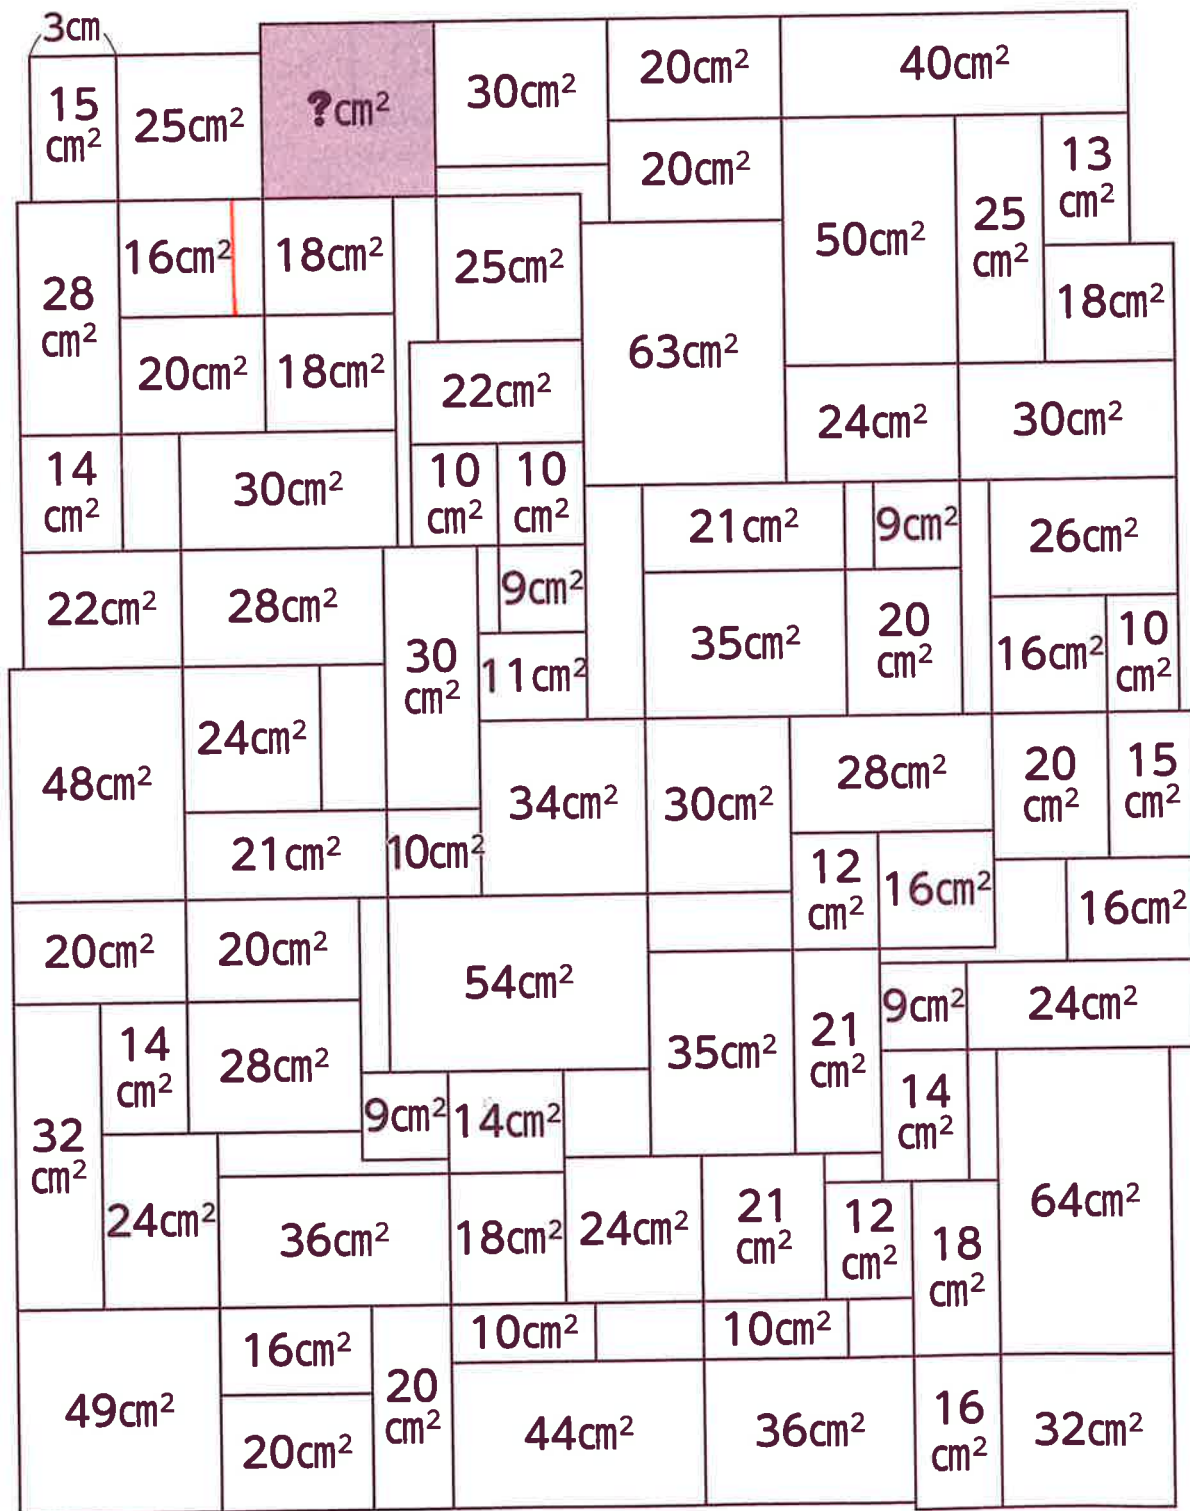 3cm
15
cm²
25cm²
?cm²
30cm²
20cm²
40cm²
20cm²
50cm²
25
cm²
13
cm²
28
cm²
16cm²
18cm²
25cm²
18cm²
63cm²
20cm²
18cm²
22cm²
24cm²
30cm²
14
cm²
30cm²
10
cm²
10
cm²
21cm²
9cm²
26cm²
22cm²
28cm²
30
cm²
9cm²
11cm²
35cm²
20
cm²
16cm²
10
cm²
48cm²
24cm²
34cm²
30cm²
28cm²
20
cm²
15
cm²
21cm²
10cm²
12
cm²
16cm²
16cm²
20cm²
20cm²
54cm²
35cm²
21
cm²
9cm²
24cm²
32
cm²
14
cm²
28cm²
9cm²
14cm²
14
cm²
64cm²
24cm²
36cm²
18cm²
24cm²
21
cm²
12
cm²
18
cm²
49cm²
16cm²
20
cm²
10cm²
10cm²
20cm²
44cm²
36cm²
16
cm²
32cm²